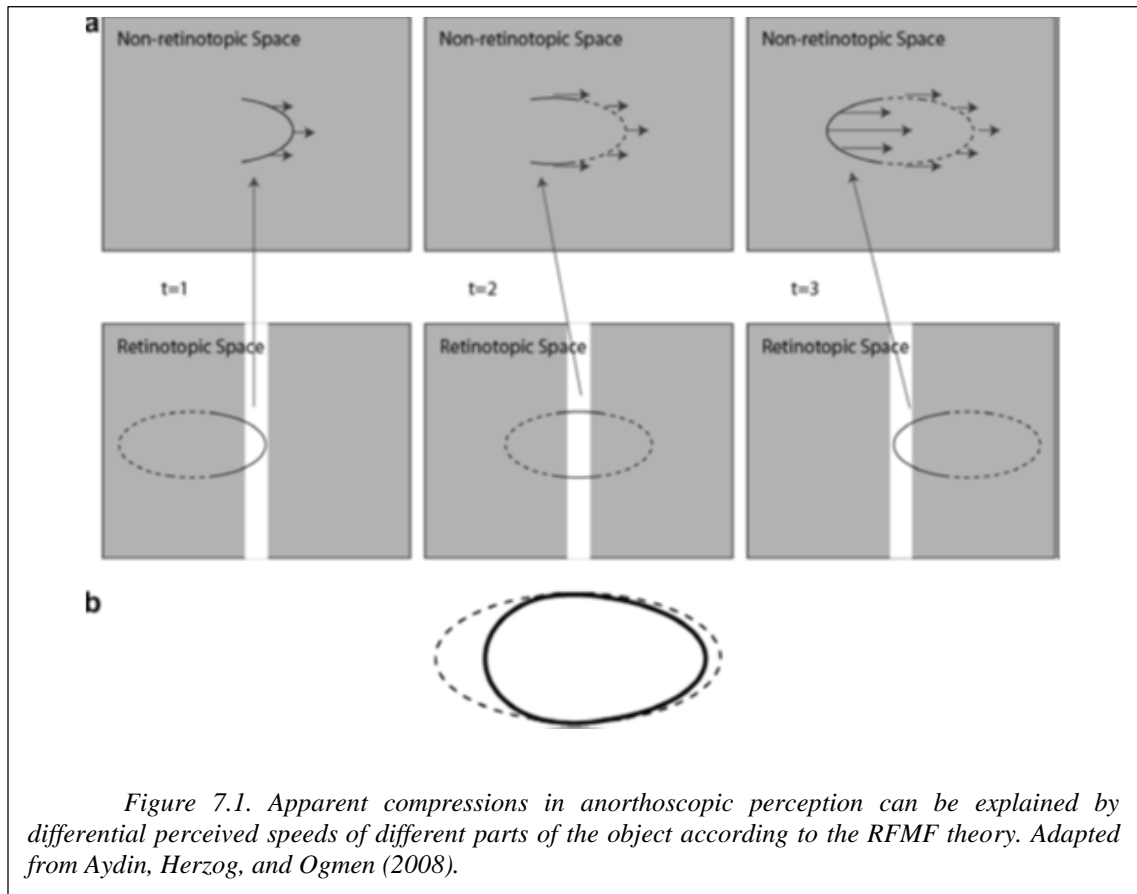 a
Non-retinotopic Space Non-retinotopic Space Non-retinotopic Space
t=1 t=2 t=3
Retinotopic Space Retinotopic Space Retinotopic Space
b
Figure 7.1. Apparent compressions in anorthoscopic perception can be explained by
differential perceived speeds of different parts of the object according to the RFMF theory. Adapted
from Aydin, Herzog, and Ogmen (2008).